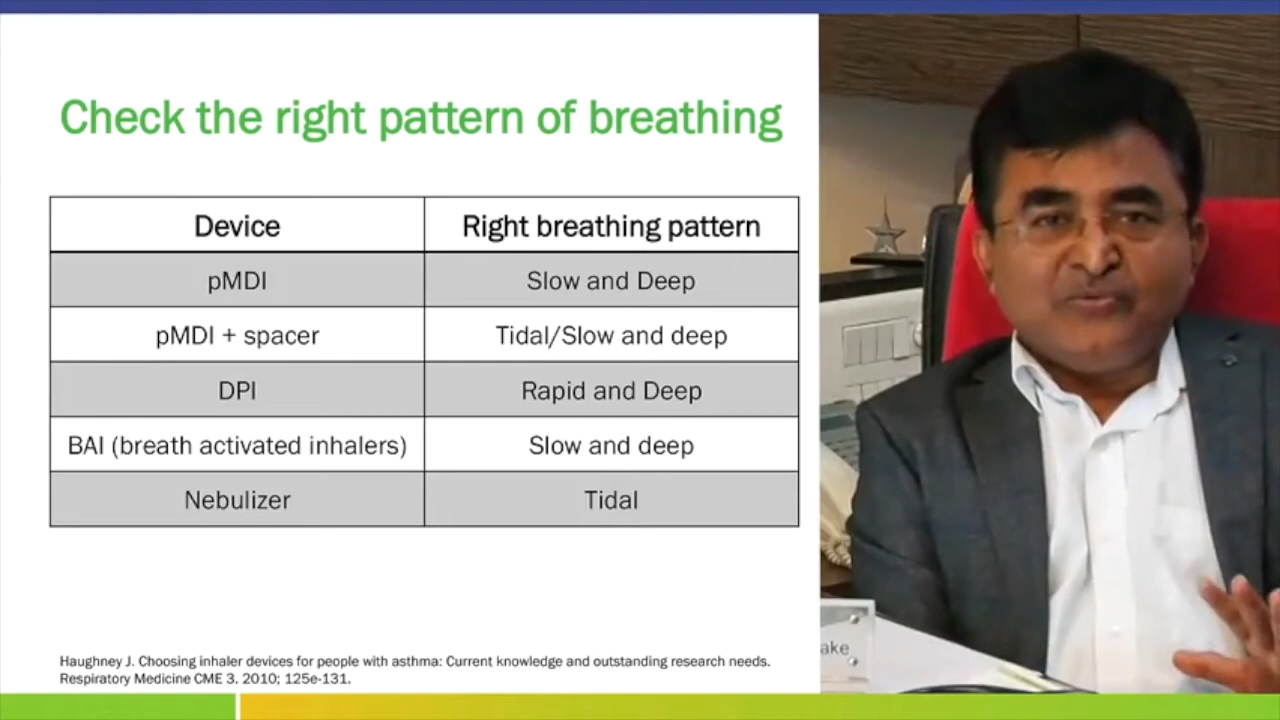 Check the right pattern of breathing
Device Right breathing pattern
pMDI Slow and Deep
pMDI + spacer Tidal/Slow and deep
DPI Rapid and Deep
BAI (breath activated inhalers) Slow and deep
Nebulizer Tidal
Haughney J. Choosing inhaler devices for people with asthma: Current knowledge and outstanding research needs.
Respiratory Medicine CME 3. 2010; 125e-131.
ake